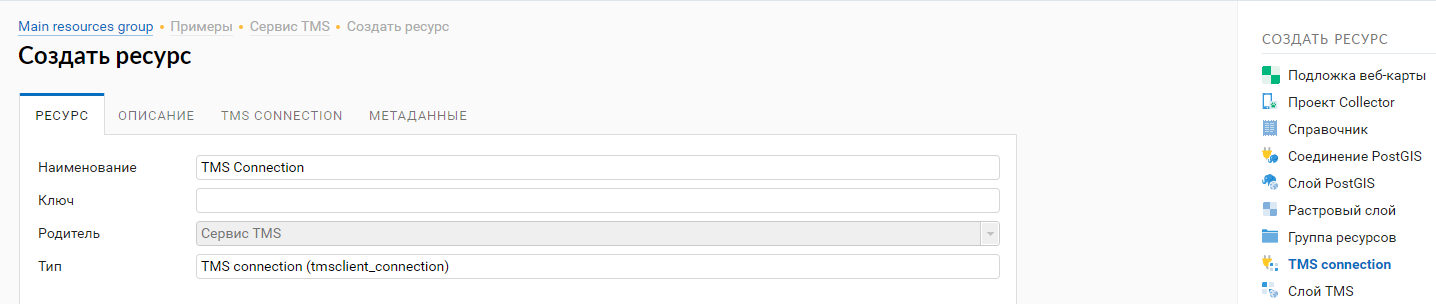 Main resources group • Примеры • Сервис TMS • Создать ресурс
Создать ресурс
РЕСУРС ОПИСАНИЕ TMS CONNECTION МЕТАДАННЫЕ
Наименование TMS Connection
Ключ
Родитель Сервис TMS
Тип TMS connection (tmsclient_connection)
СОЗДАТЬ РЕСУРС
Подложка веб-карты
Проект Collector
Справочник
Соединение PostGIS
Слой PostGIS
Растровый слой
Группа ресурсов
TMS connection
Слой TMS